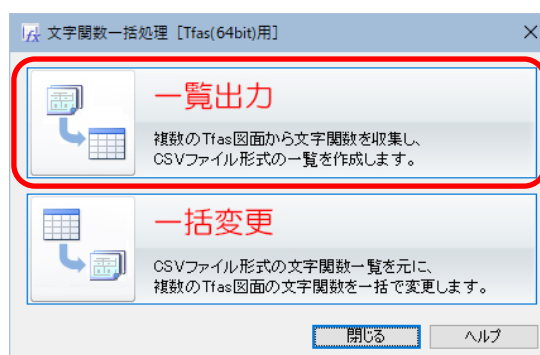 文字関数一括処理 [Tfas(64bit)用]
一覧出力
複数のTfas図面から文字関数を収集し、
CSVファイル形式の一覧を作成します。
一括変更
CSVファイル形式の文字関数一覧を元に、
複数のTfas図面の文字関数を一括で変更します。
閉じる ヘルプ